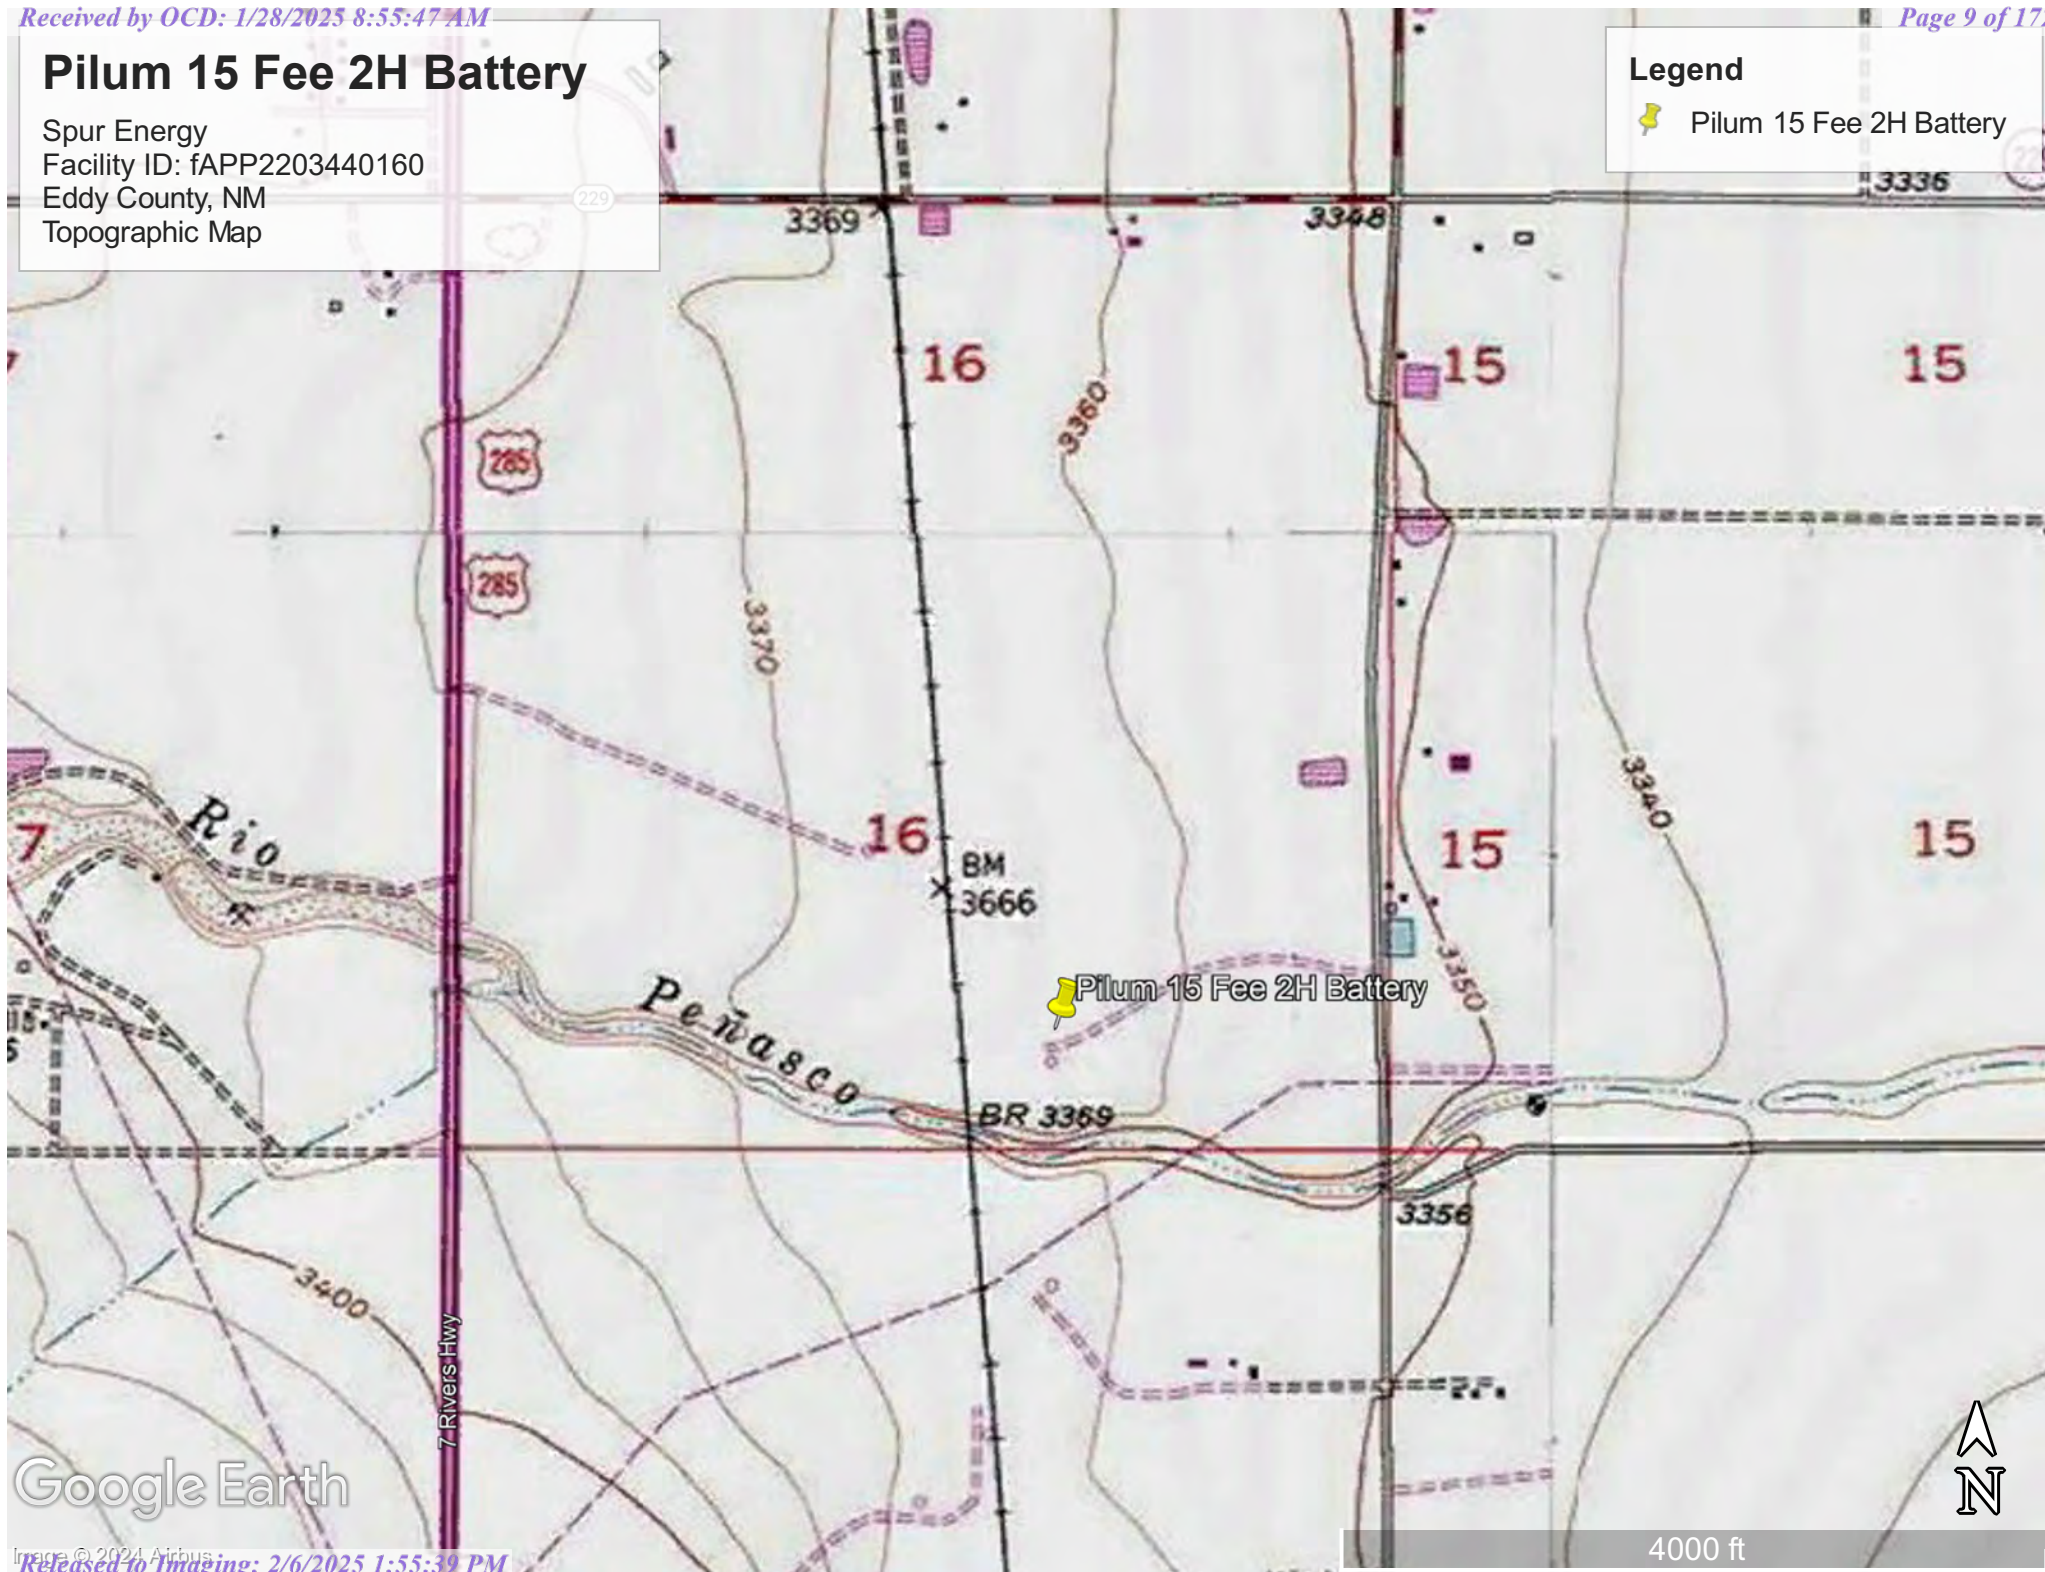 Received by OCD: 1/28/2025 8:55:47 AM
Page 9 of 17
Pilum 15 Fee 2H Battery
Spur Energy
Facility ID: fAPP2203440160
Eddy County, NM
Topographic Map
Legend
Pilum 15 Fee 2H Battery
229
3369
3348
3336
16
15
15
3360
285
285
3370
3340
Rio
7
16
15
15
BM
3666
Peñasco
Pilum 15 Fee 2H Battery
3350
BR 3369
3356
3400
7 Rivers Hwy
N
Google Earth
Image © 2024 Airbus
4000 ft
Released to Imaging: 2/6/2025 1:55:39 PM